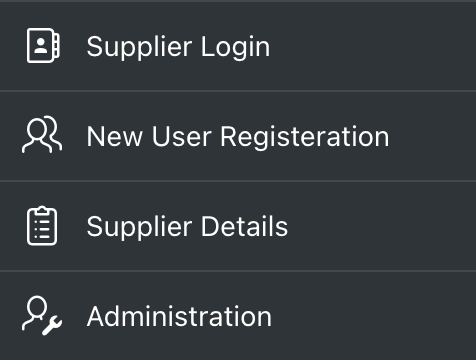 Supplier Login
New User Registeration
Supplier Details
Administration